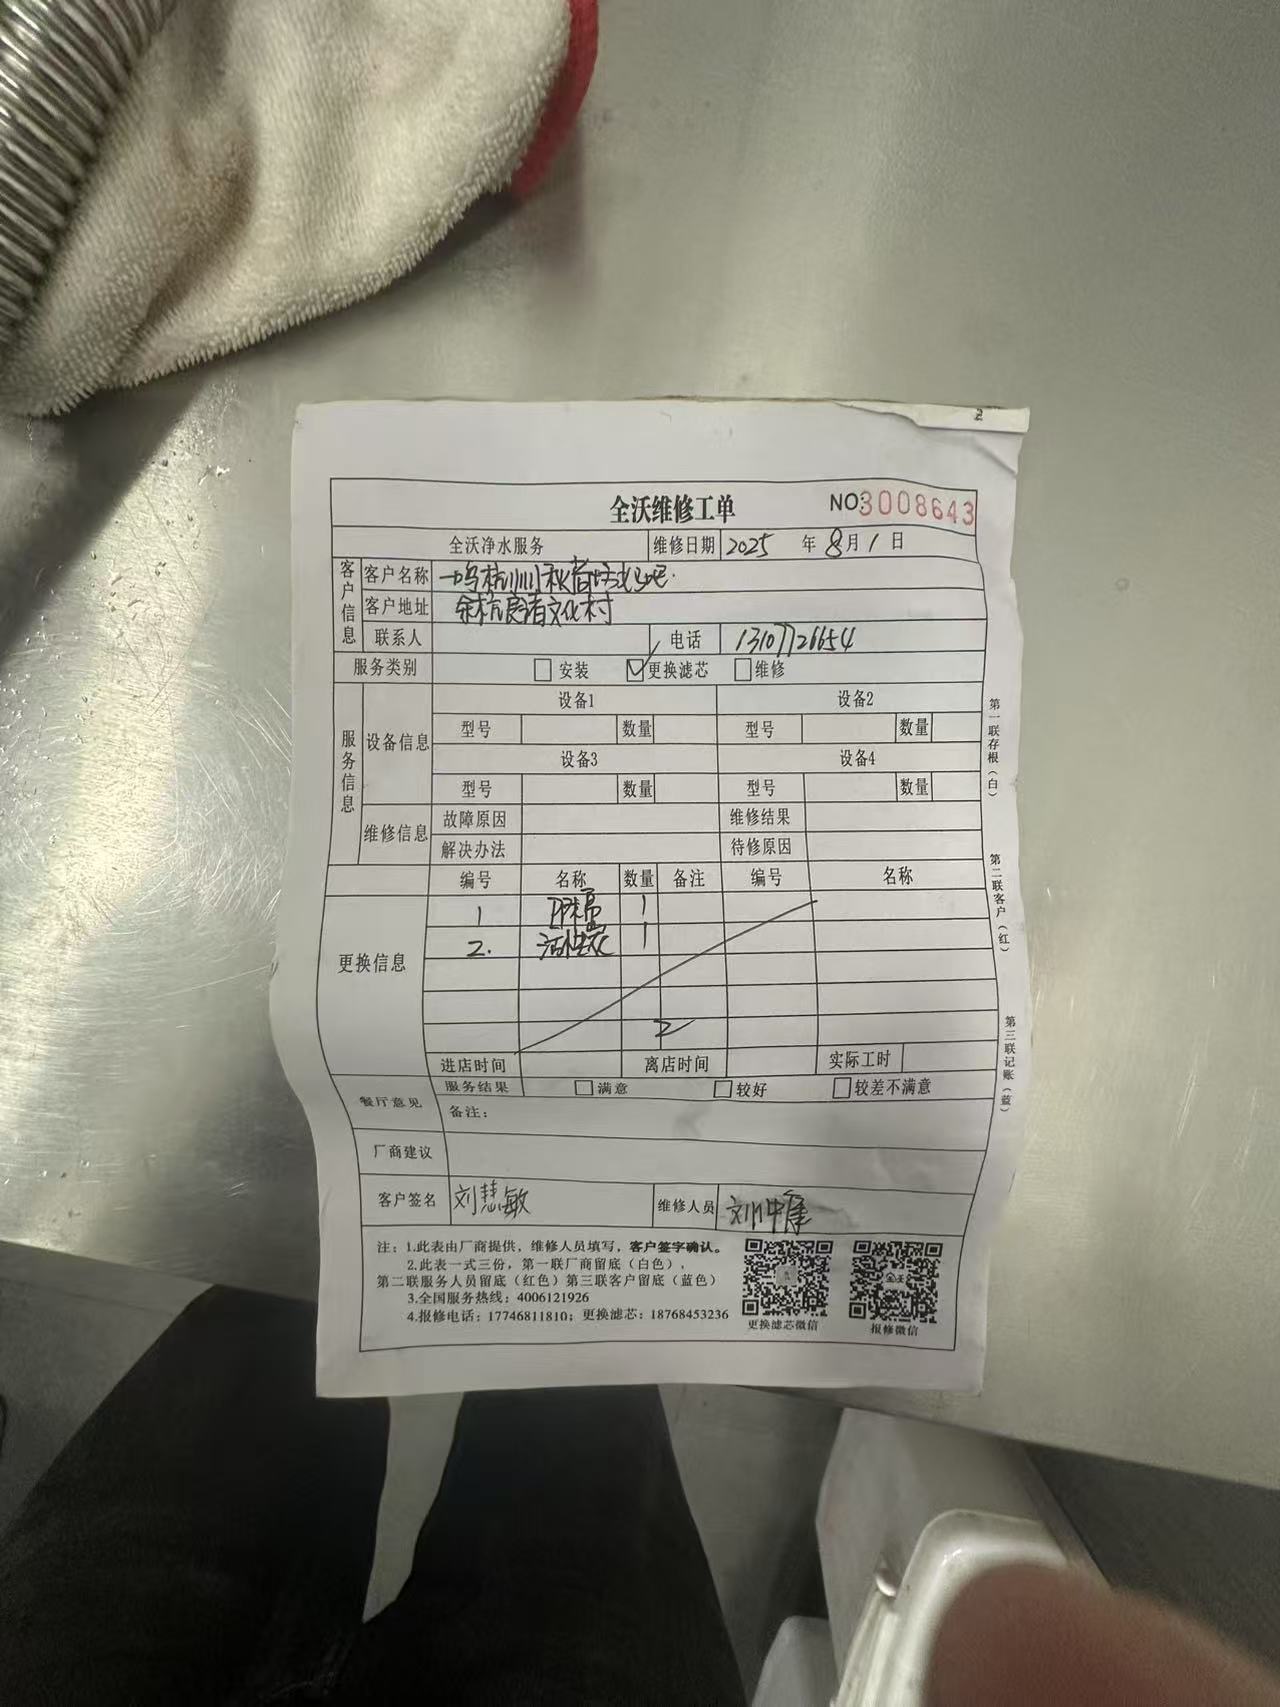 2
全沃维修工单 NO3008643
全沃净水服务 维修日期 2025 年 8月 1 日
客户信息
客户名称 一鸣杭州
客户地址 余杭 文化村
联系人 电话 13107726654
服务类别 安装 更换滤芯 维修
服务信息
设备信息
设备1 设备2
型号 数量 型号 数量
设备3 设备4
型号 数量 型号 数量
维修信息
故障原因 维修结果
解决办法 待修原因
编号 名称 数量 备注 编号 名称
更换信息
1 PP棉 1
2. 活性炭 1
2
进店时间 离店时间 实际工时
餐厅意见
服务结果 满意 较好 较差不满意
备注：
厂商建议
客户签名 刘慧敏 维修人员
注：1.此表由厂商提供，维修人员填写，客户签字确认。
2.此表一式三份，第一联厂商留底（白色），
第二联服务人员留底（红色）第三联客户留底（蓝色）
3.全国服务热线：4006121926
4.报修电话：17746811810；更换滤芯：18768453236
更换滤芯微信 报修微信
全沃
第一联存根（白）
第二联客户（红）
第三联记账（蓝）